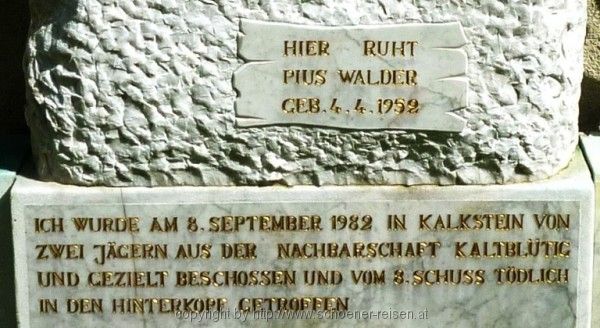 HIER RUHT
PIUS WALDER
GEB. 4. 4. 1952
ICH WURDE AM 8. SEPTEMBER 1982 IN KALKSTEIN VON
ZWEI JÄGERN AUS DER NACHBARSCHAFT KALTBLÜTIG
UND GEZIELT BESCHOSSEN UND VOM 8. SCHUSS TÖDLICH
IN DEN HINTERKOPF GETROFFEN
copyright by http://www.schoener-reisen.at